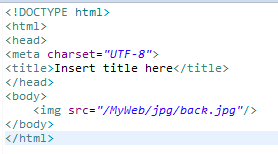 <!DOCTYPE html>
<html>
<head>
<meta charset="UTF-8">
<title>Insert title here</title>
</head>
<body>
    <img src="/MyWeb/jpg/back.jpg"/>
</body>
</html>